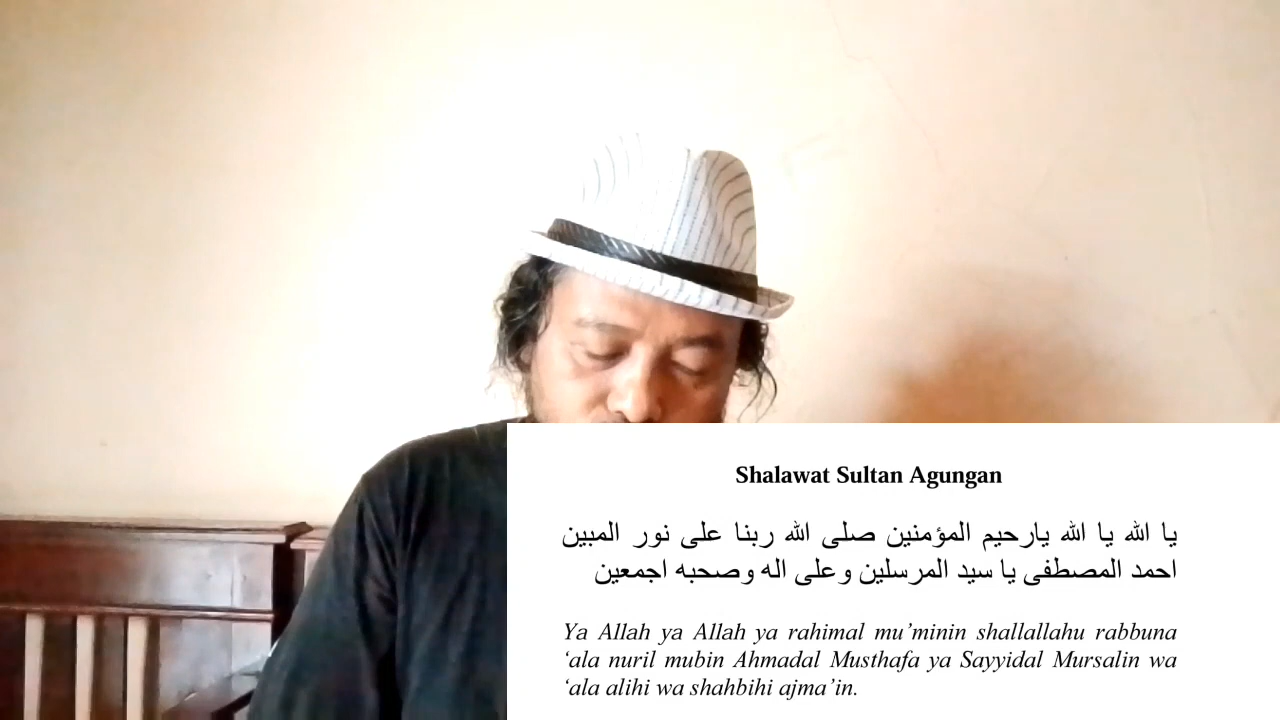 Shalawat Sultan Agungan
يا الله يا الله يارحيم المؤمنين صلى الله ربنا على نور المبين
احمد المصطفى يا سيد المرسلين وعلى اله وصحبه اجمعين
Ya Allah ya Allah ya rahimal mu’minin shallallahu rabbuna
‘ala nuril mubin Ahmadal Musthafa ya Sayyidal Mursalin wa
‘ala alihi wa shahbihi ajma’in.